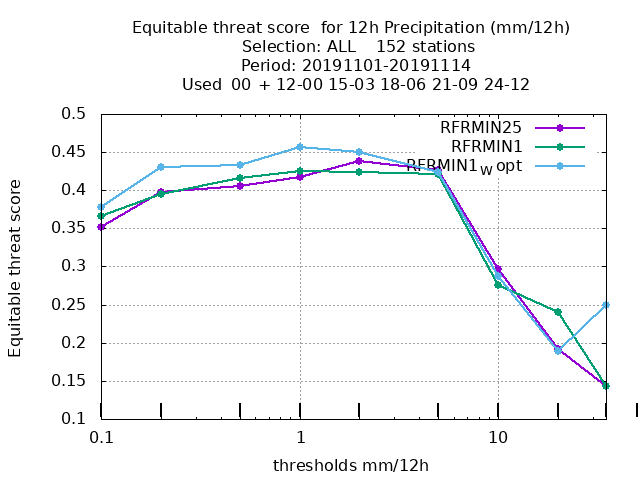 Equitable threat score  for 12h Precipitation (mm/12h)
Selection: ALL    152 stations
Period: 20191101-20191114
Used  00 + 12-00 15-03 18-06 21-09 24-12
0.5
0.45
0.4
0.35
0.3
0.25
0.2
0.15
0.1
Equitable threat score
RFRMIN25
RFRMIN1
RFRMIN1_w opt
0.1
1
10
thresholds mm/12h